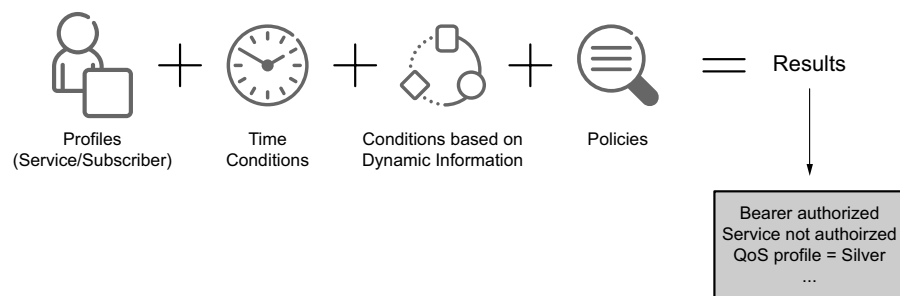 Results
Profiles
(Service/Subscriber)
Time
Conditions
Conditions based on
Dynamic Information
Policies
Bearer authorized
Service not authoirzed
QoS profile = Silver
...